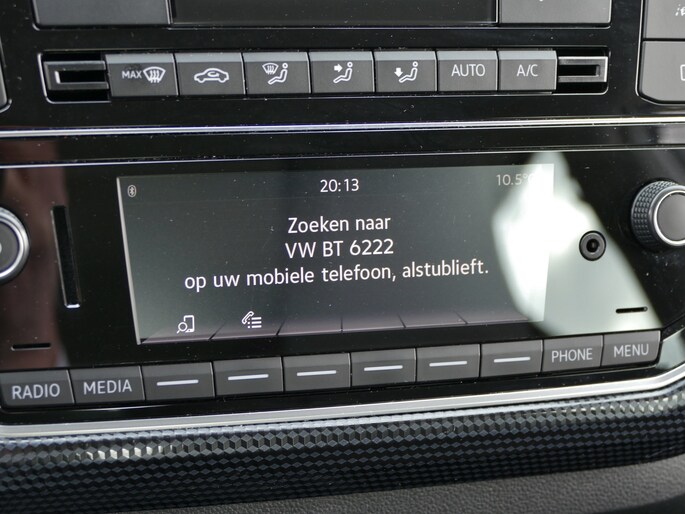 MAX
AUTO
A/C
20:13
10.5°
Zoeken naar
VW BT 6222
op uw mobiele telefoon, alstublieft.
RADIO
MEDIA
PHONE
MENU